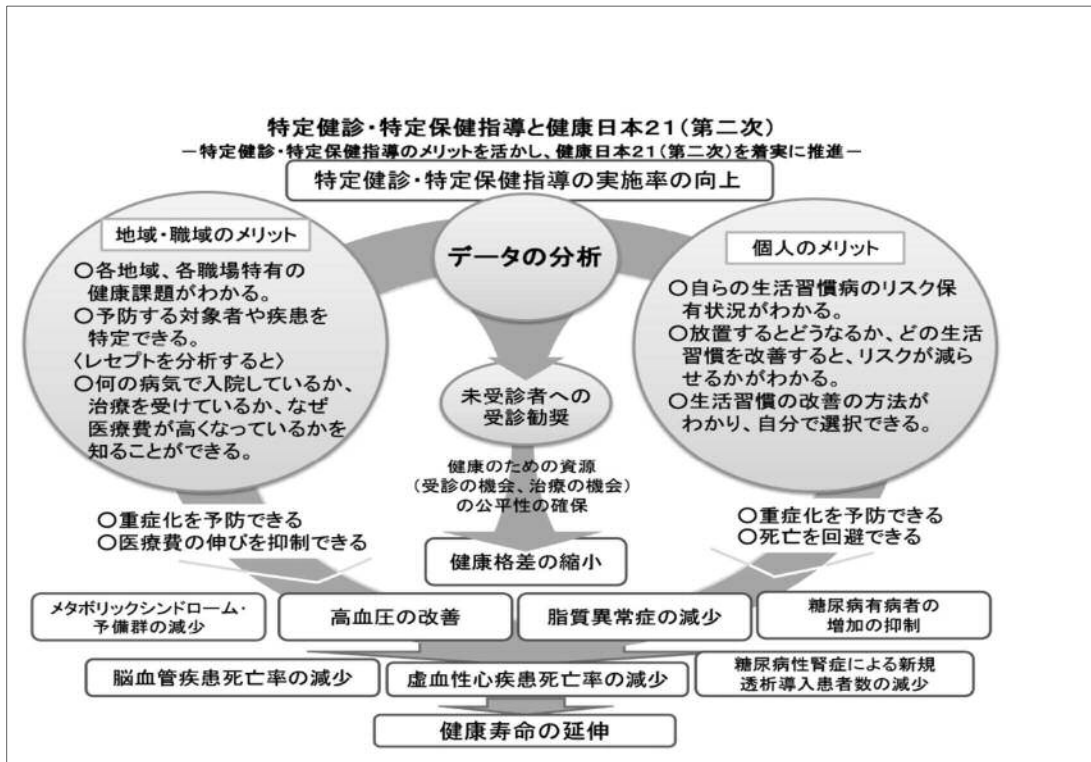 特定健診・特定保健指導と健康日本21（第二次）
－特定健診・特定保健指導のメリットを活かし、健康日本21（第二次）を着実に推進－
特定健診・特定保健指導の実施率の向上
地域・職域のメリット
○各地域、各職場特有の
健康課題がわかる。
○予防する対象者や疾患を
特定できる。
〈レセプトを分析すると〉
○何の病気で入院しているか、
治療を受けているか、なぜ
医療費が高くなっているかを
知ることができる。
データの分析
個人のメリット
○自らの生活習慣病のリスク保
有状況がわかる。
○放置するとどうなるか、どの生活
習慣を改善すると、リスクが減ら
せるかがわかる。
○生活習慣の改善の方法が
わかり、自分で選択できる。
未受診者への
受診勧奨
健康のための資源
（受診の機会、治療の機会）
の公平性の確保
○重症化を予防できる
○医療費の伸びを抑制できる
○重症化を予防できる
○死亡を回避できる
健康格差の縮小
メタボリックシンドローム・
予備群の減少
高血圧の改善
脂質異常症の減少
糖尿病有病者の
増加の抑制
脳血管疾患死亡率の減少
虚血性心疾患死亡率の減少
糖尿病性腎症による新規
透析導入患者数の減少
健康寿命の延伸